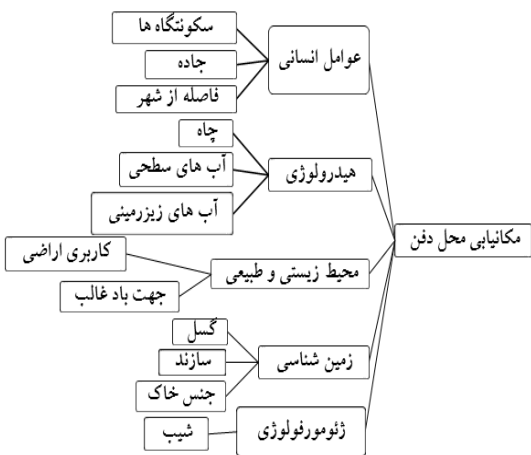 مکانیابی محل دفن
عوامل انسانی
سکونتگاه ها
جاده
فاصله از شهر
هیدرولوژی
چاه
آب های سطحی
آب های زیزرمینی
محیط زیستی و طبیعی
کاربری اراضی
جهت باد غالب
زمین شناسی
گسل
سازند
جنس خاک
ژئومورفولوژی
شیب